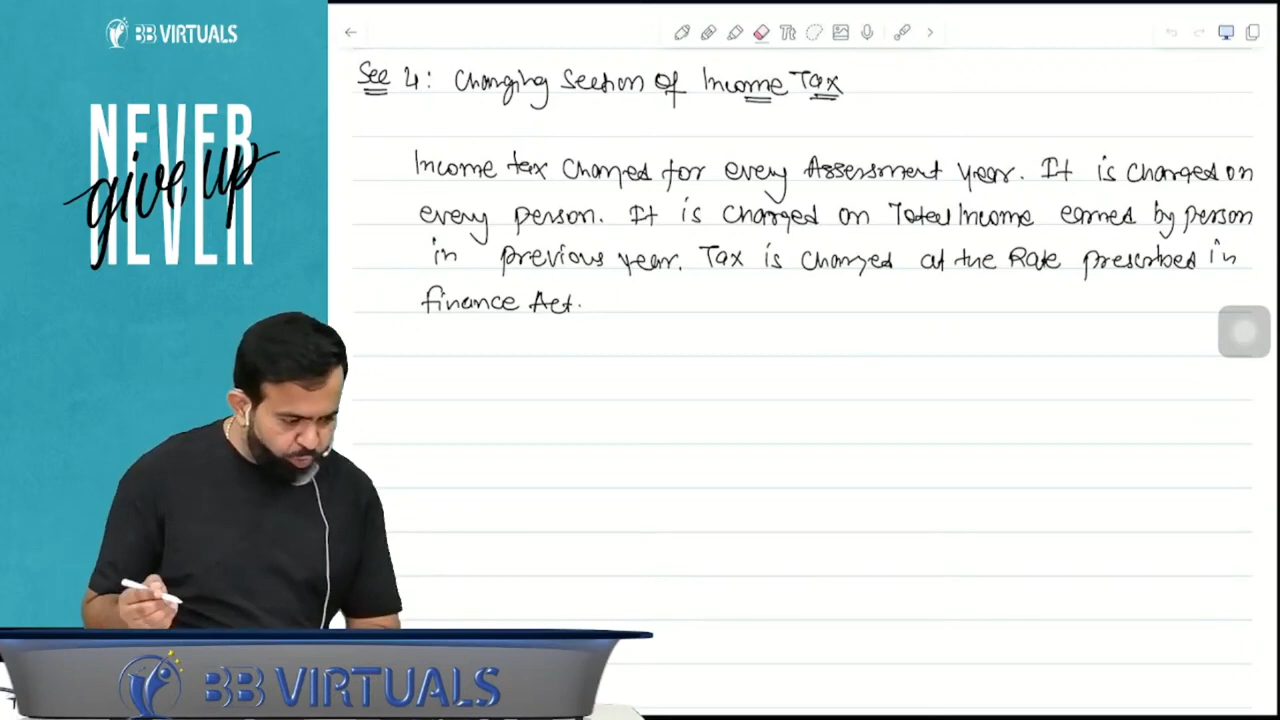 BB VIRTUALS
NEVER
give up
NEVER
Sec 4: Charging Section of Income Tax
Income tax Charged for every Assessment year. It is charged on
every person. It is charged on Total Income earned by person
in previous year. Tax is charged at the Rate prescribed in
finance Act.
BB VIRTUALS